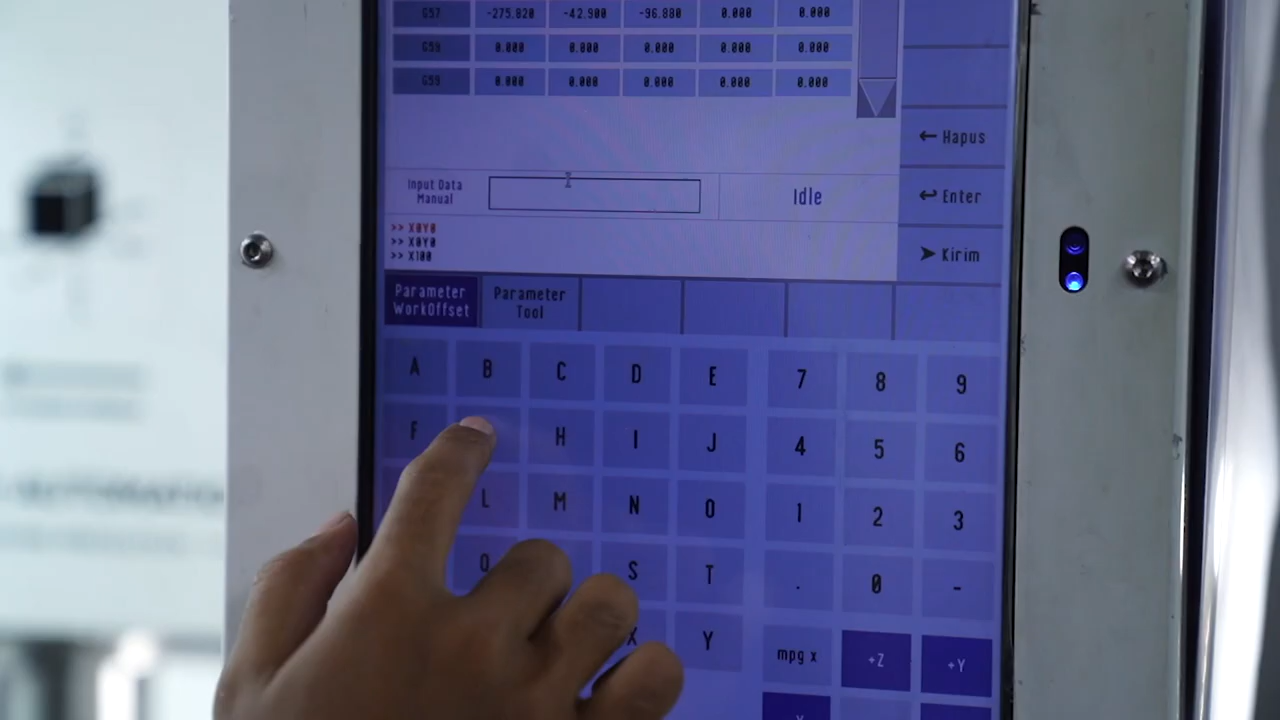 G57 -275.820 -42.900 -96.880 0.000 0.000
0.000 0.000 0.000 0.000 0.000
G59 0.000 0.000 0.000 0.000 0.000
← Hapus
Input Data
Manual
Idle
↵ Enter
>> X0Y0
>> X0Y0
>> X100
➤ Kirim
Parameter
WorkOffset
Parameter
Tool
A B C D E 7 8 9
F H I J 4 5 6
L M N O 1 2 3
Q S T . 0 -
X Y mpg x +Z +Y